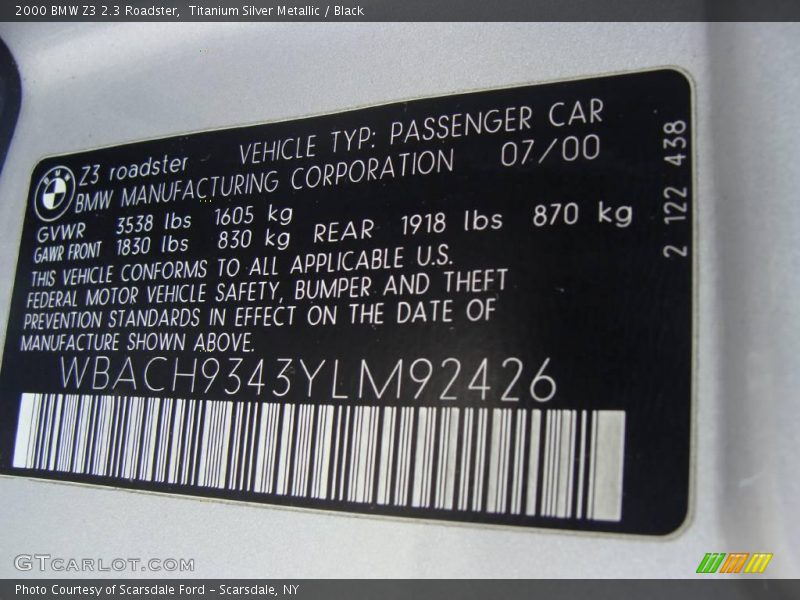 2000 BMW Z3 2.3 Roadster,  Titanium Silver Metallic / Black
BMW
Z3 roadster VEHICLE TYP: PASSENGER CAR
BMW MANUFACTURING CORPORATION 07/00
GVWR 3538 lbs 1605 kg
GAWR FRONT 1830 lbs 830 kg REAR 1918 lbs 870 kg
THIS VEHICLE CONFORMS TO ALL APPLICABLE U.S.
FEDERAL MOTOR VEHICLE SAFETY, BUMPER AND THEFT
PREVENTION STANDARDS IN EFFECT ON THE DATE OF
MANUFACTURE SHOWN ABOVE.
WBACH9343YLM92426
2 122 438
GTCARLOT.COM
Photo Courtesy of Scarsdale Ford – Scarsdale, NY